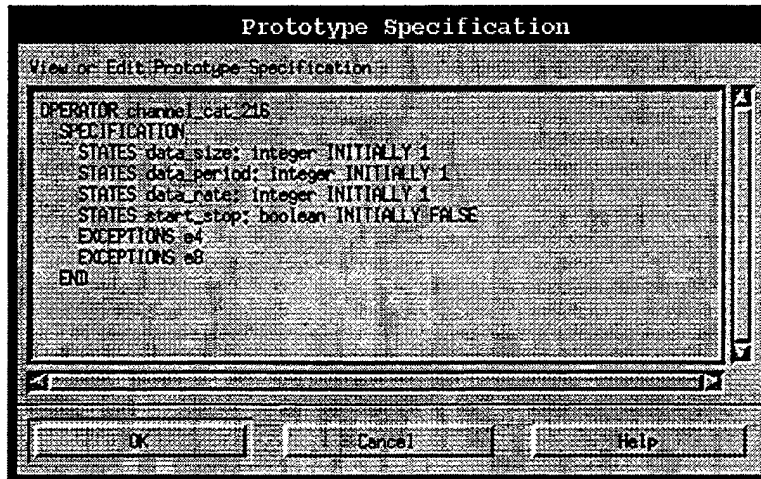 Prototype Specification
View or Edit Prototype Specification
OPERATOR channel_cat_216
SPECIFICATION
STATES data_size: integer INITIALLY 1
STATES data_period: integer INITIALLY 1
STATES data_rate: integer INITIALLY 1
STATES start_stop: boolean INITIALLY FALSE
EXCEPTIONS e4
EXCEPTIONS e8
END
OK Cancel Help